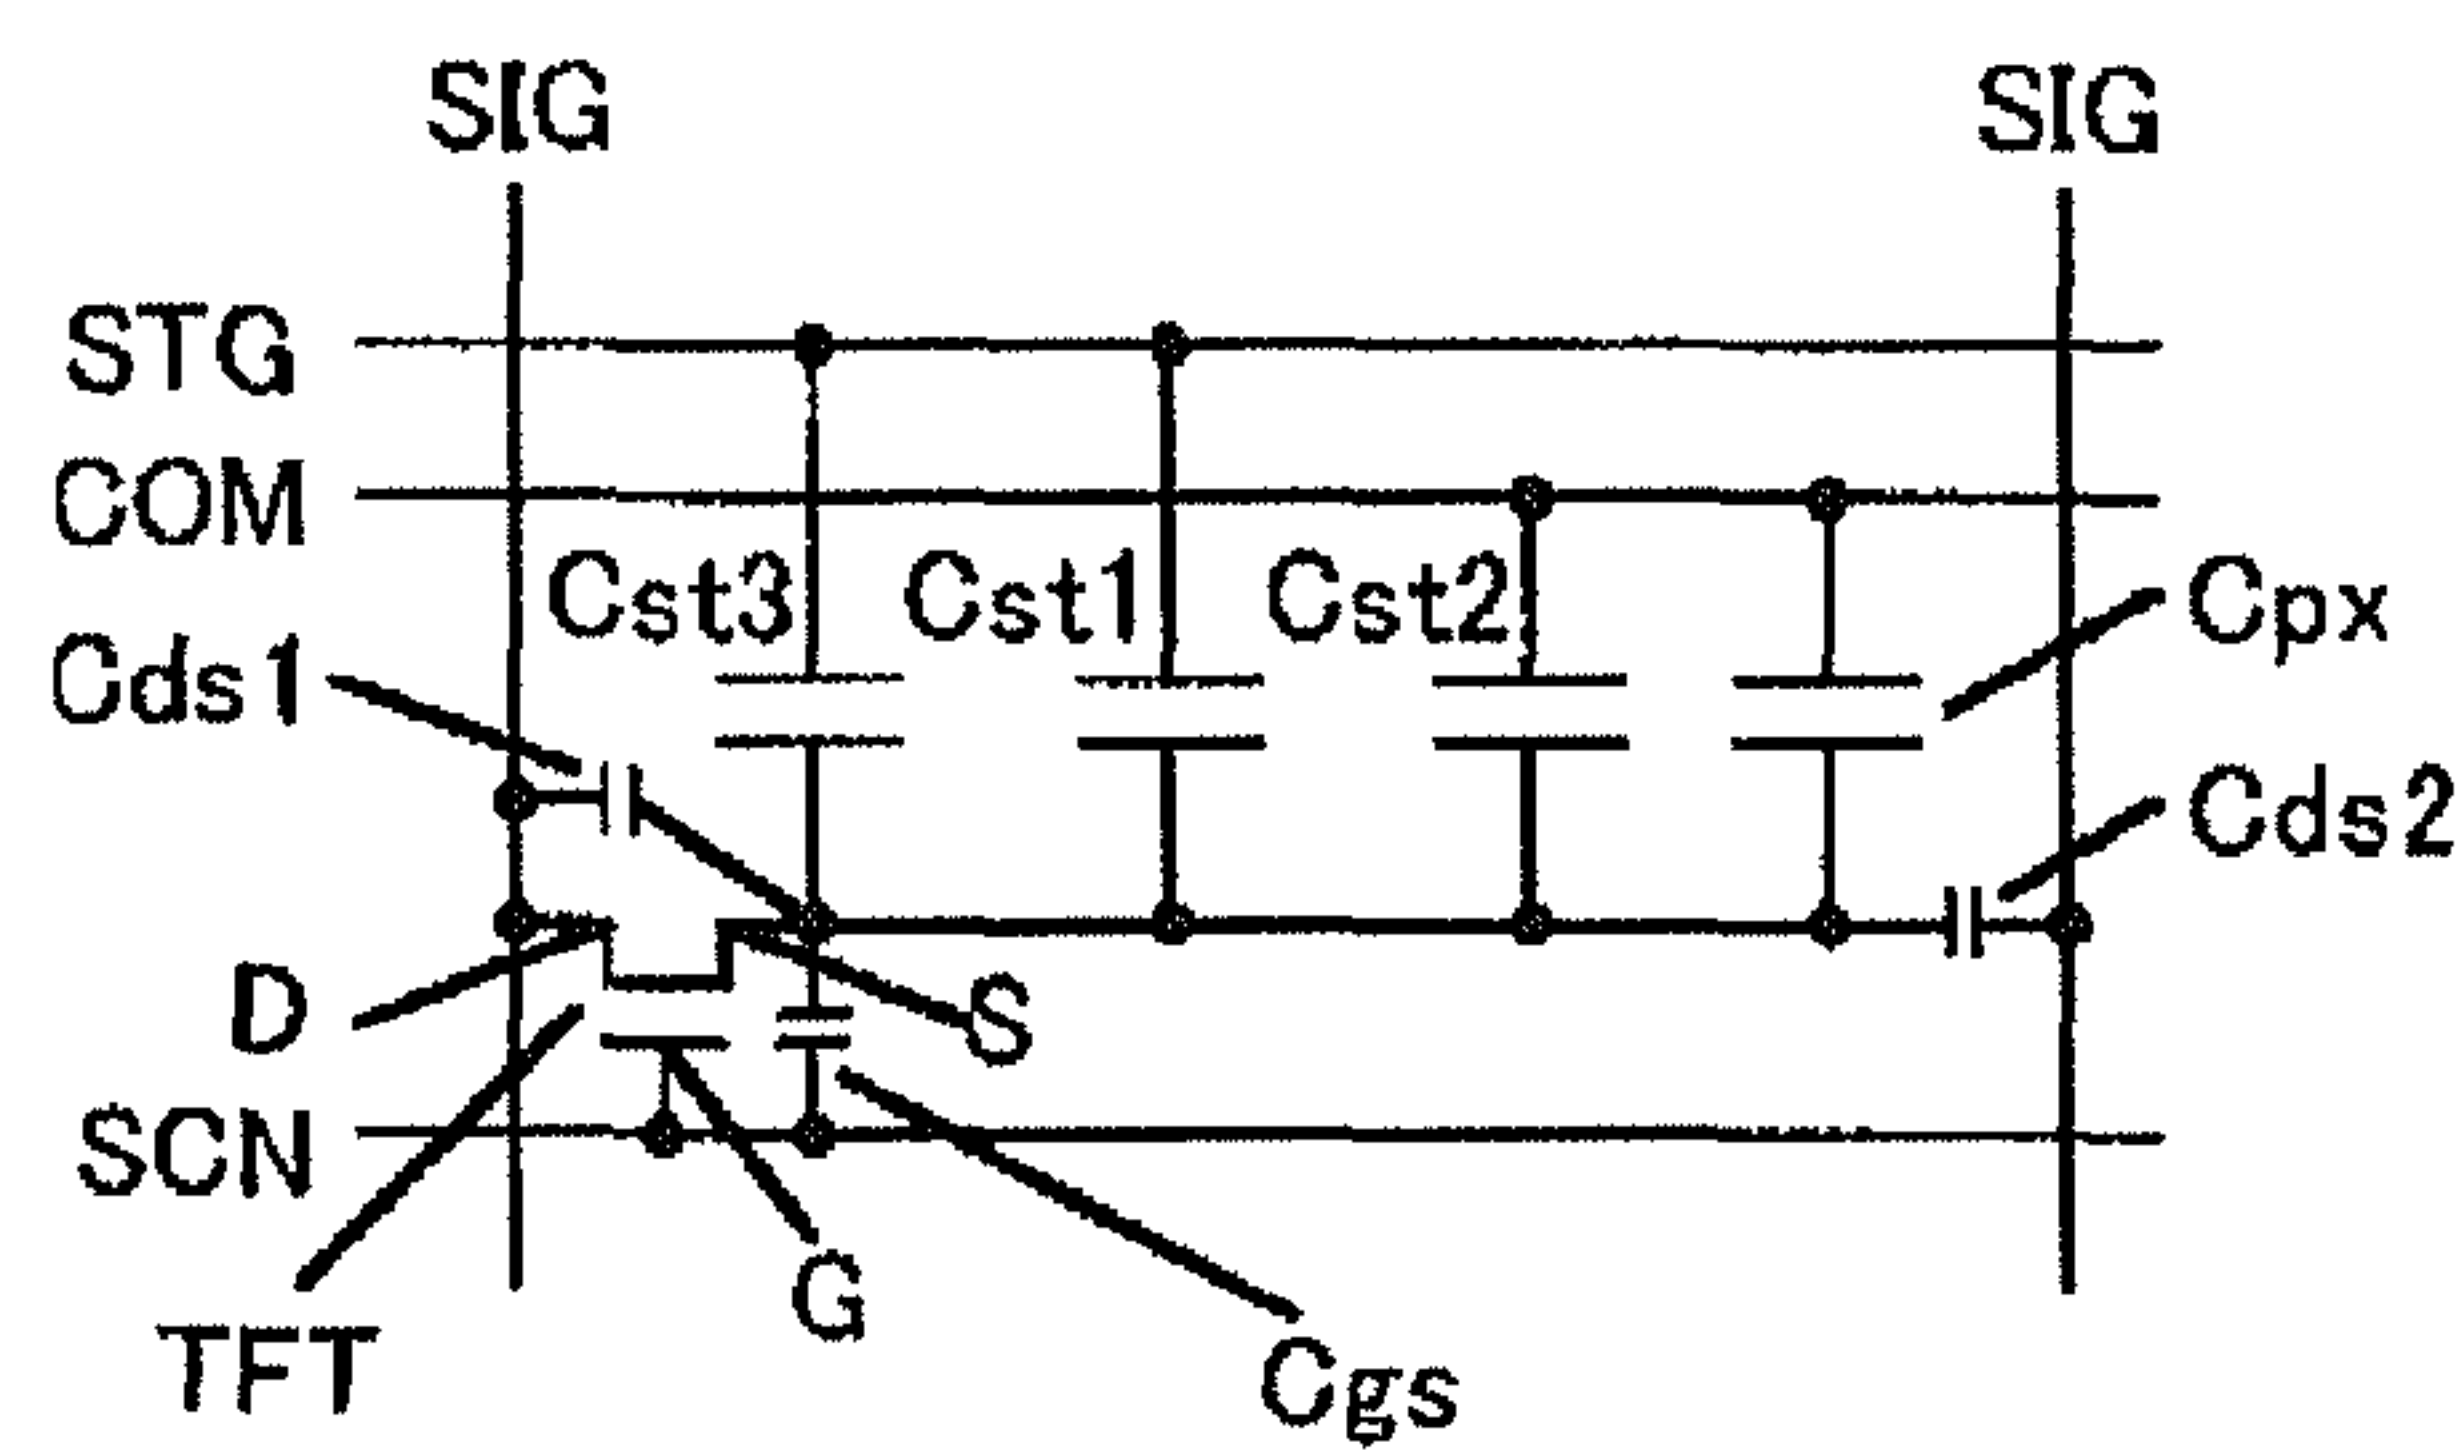 SIG SIG
STG
COM
Cst3 Cst1 Cst2 Cpx
Cds1
Cds2
D S
SCN
G
TFT
Cgs